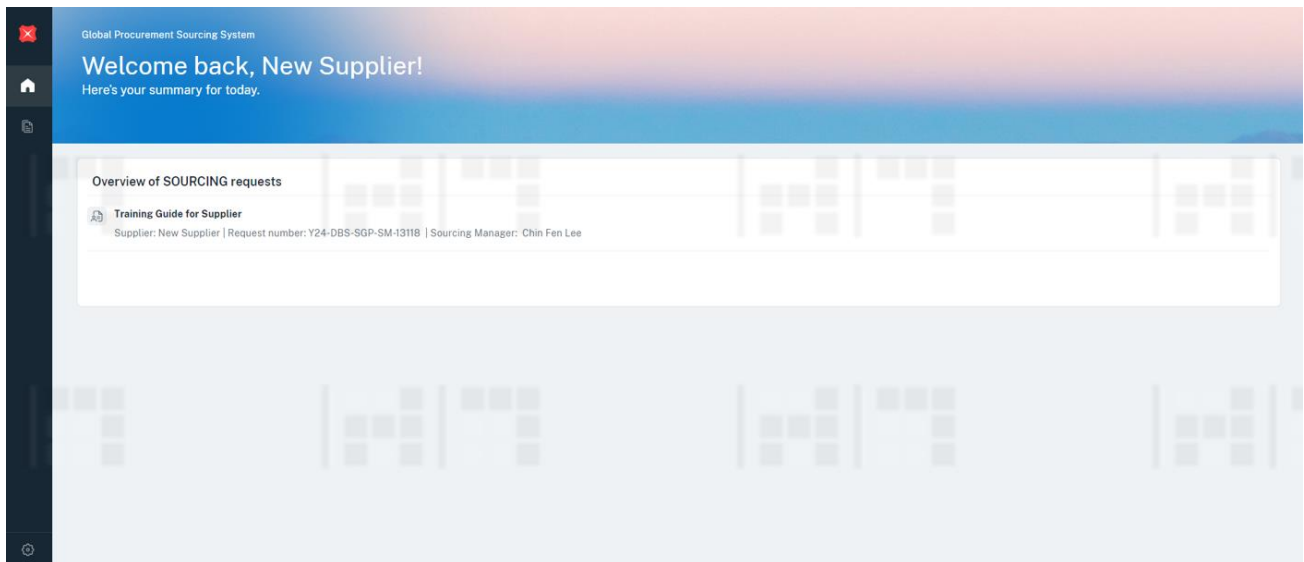 Global Procurement Sourcing System
Welcome back, New Supplier!
Here's your summary for today.
Overview of SOURCING requests
Training Guide for Supplier
Supplier: New Supplier | Request number: Y24-DBS-SGP-SM-13118 | Sourcing Manager: Chin Fen Lee